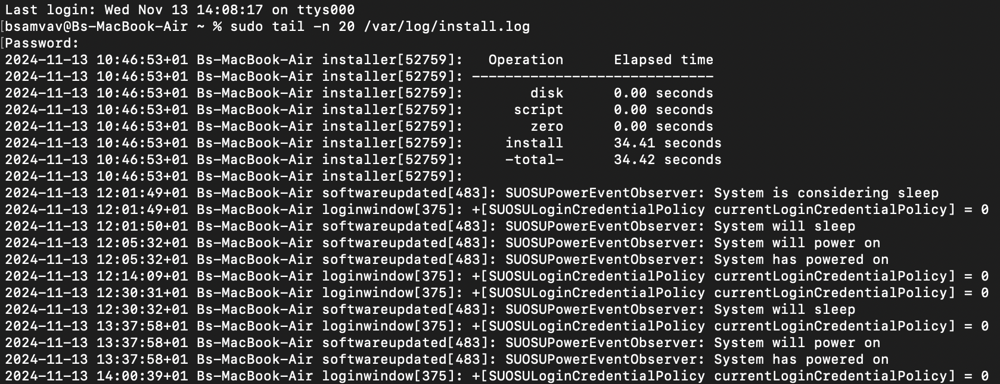 Last login: Wed Nov 13 14:08:17 on ttys000
[bsamvav@Bs-MacBook-Air ~ % sudo tail -n 20 /var/log/install.log
[Password:
2024-11-13 10:46:53+01 Bs-MacBook-Air installer[52759]:   Operation      Elapsed time
2024-11-13 10:46:53+01 Bs-MacBook-Air installer[52759]: -----------------------------
2024-11-13 10:46:53+01 Bs-MacBook-Air installer[52759]:        disk      0.00 seconds
2024-11-13 10:46:53+01 Bs-MacBook-Air installer[52759]:      script      0.00 seconds
2024-11-13 10:46:53+01 Bs-MacBook-Air installer[52759]:        zero      0.00 seconds
2024-11-13 10:46:53+01 Bs-MacBook-Air installer[52759]:     install      34.41 seconds
2024-11-13 10:46:53+01 Bs-MacBook-Air installer[52759]:     -total-      34.42 seconds
2024-11-13 10:46:53+01 Bs-MacBook-Air installer[52759]:
2024-11-13 12:01:49+01 Bs-MacBook-Air softwareupdated[483]: SUOSUPowerEventObserver: System is considering sleep
2024-11-13 12:01:49+01 Bs-MacBook-Air loginwindow[375]: +[SUOSULoginCredentialPolicy currentLoginCredentialPolicy] = 0
2024-11-13 12:01:50+01 Bs-MacBook-Air softwareupdated[483]: SUOSUPowerEventObserver: System will sleep
2024-11-13 12:05:32+01 Bs-MacBook-Air softwareupdated[483]: SUOSUPowerEventObserver: System will power on
2024-11-13 12:05:32+01 Bs-MacBook-Air softwareupdated[483]: SUOSUPowerEventObserver: System has powered on
2024-11-13 12:14:09+01 Bs-MacBook-Air loginwindow[375]: +[SUOSULoginCredentialPolicy currentLoginCredentialPolicy] = 0
2024-11-13 12:30:31+01 Bs-MacBook-Air loginwindow[375]: +[SUOSULoginCredentialPolicy currentLoginCredentialPolicy] = 0
2024-11-13 12:30:32+01 Bs-MacBook-Air softwareupdated[483]: SUOSUPowerEventObserver: System will sleep
2024-11-13 13:37:58+01 Bs-MacBook-Air loginwindow[375]: +[SUOSULoginCredentialPolicy currentLoginCredentialPolicy] = 0
2024-11-13 13:37:58+01 Bs-MacBook-Air softwareupdated[483]: SUOSUPowerEventObserver: System will power on
2024-11-13 13:37:58+01 Bs-MacBook-Air softwareupdated[483]: SUOSUPowerEventObserver: System has powered on
2024-11-13 14:00:39+01 Bs-MacBook-Air loginwindow[375]: +[SUOSULoginCredentialPolicy currentLoginCredentialPolicy] = 0